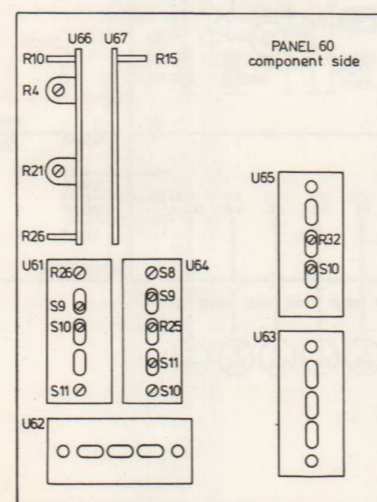 U66 U67
PANEL 60
component side
R10
R15
R4
R21
R26
U65
R32
S10
U61
R26
S9
S10
S11
S8
U64
S9
R25
S11
S10
U63
U62